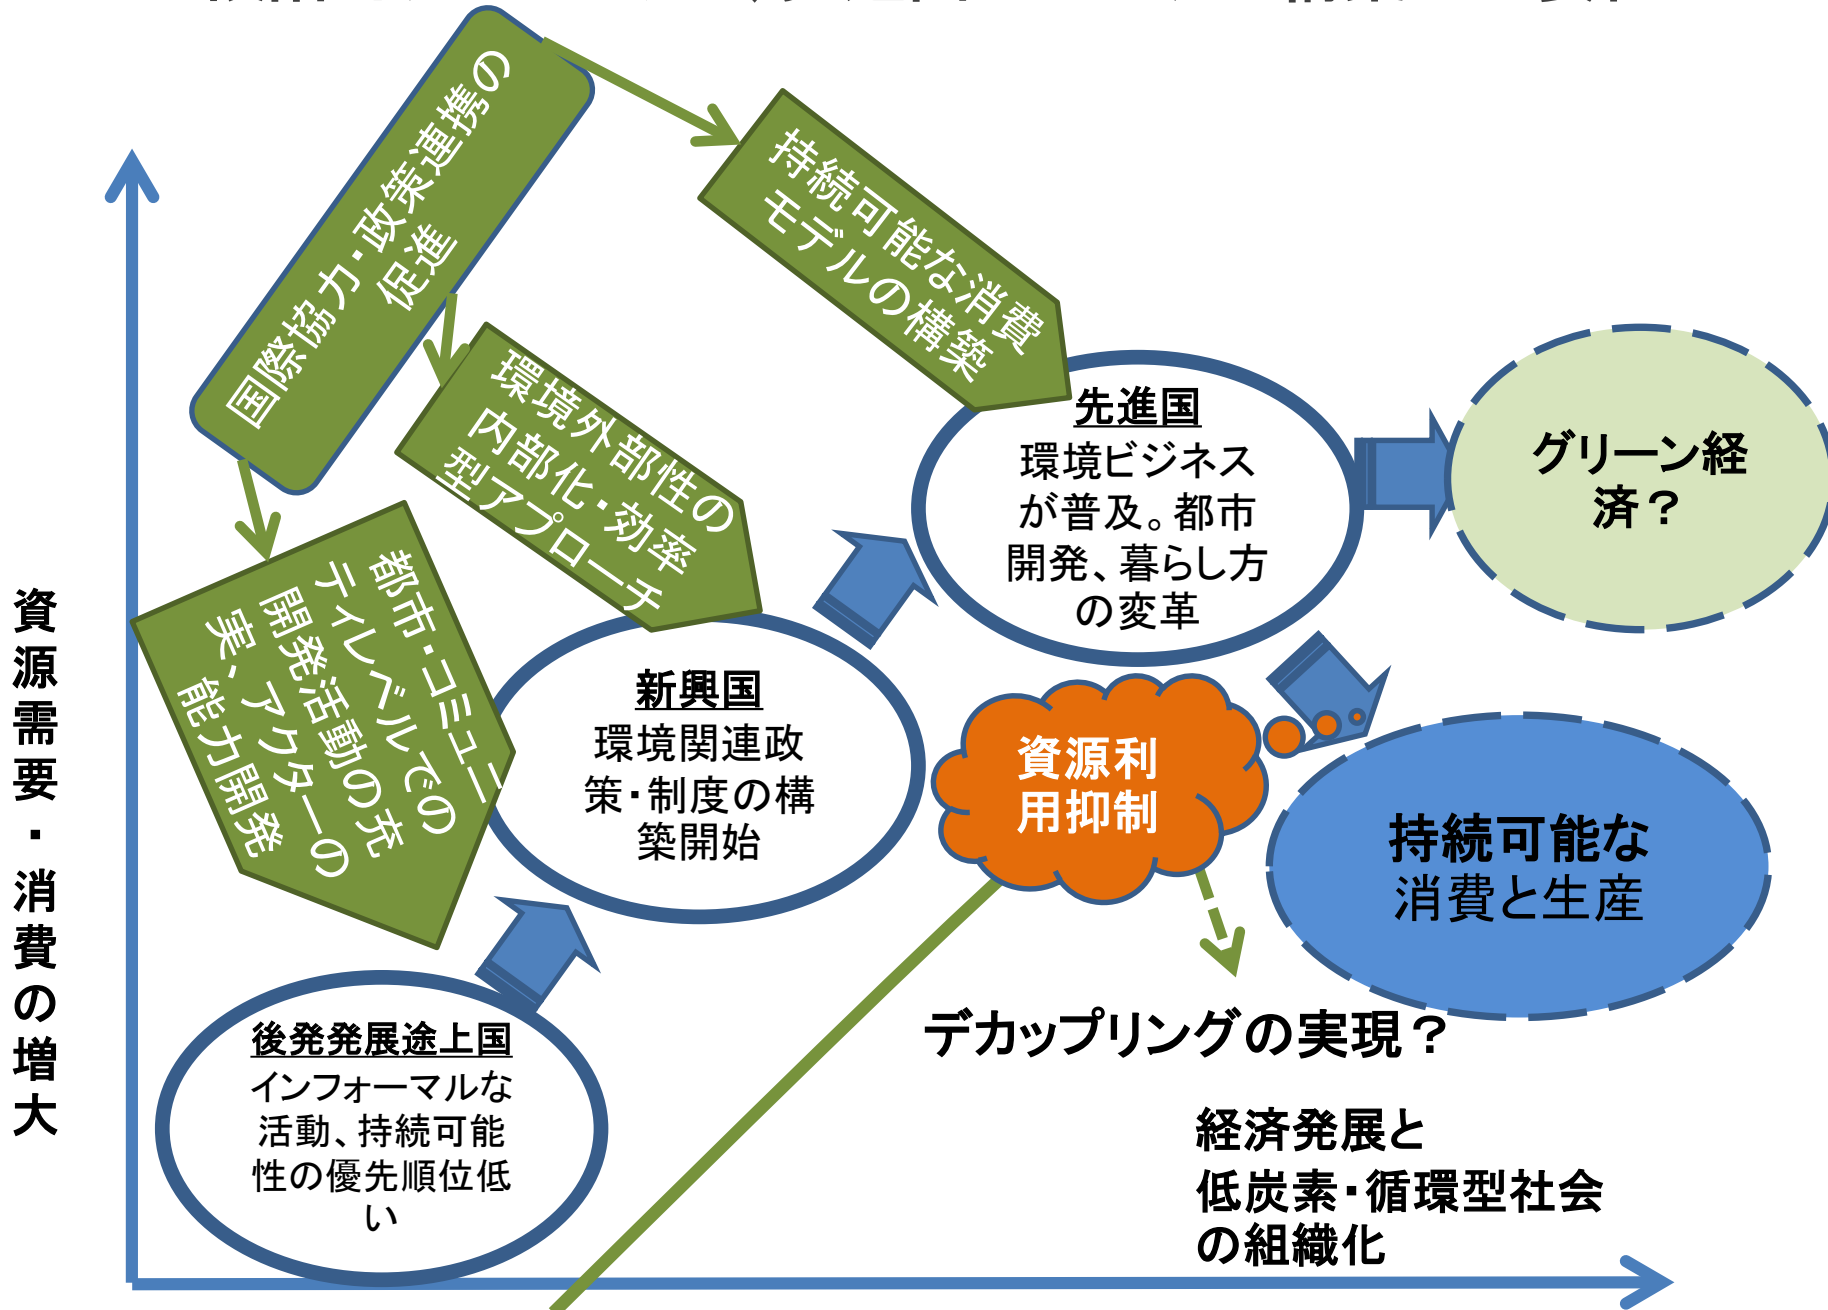 国際協力・政策連携の
促進
持続可能な消費
モデルの構築
環境外部性の
内部化・効率
型アプローチ
都市・コミュニ
ティレベルでの
開発活動の充
実、アクターの
能力開発
先進国
環境ビジネス
が普及。都市
開発、暮らし方
の変革
グリーン経
済？
新興国
環境関連政
策・制度の構
築開始
資源利
用抑制
持続可能な
消費と生産
後発発展途上国
インフォーマルな
活動、持続可能
性の優先順位低
い
デカップリングの実現？
経済発展と
低炭素・循環型社会
の組織化
資源需要・消費の増大